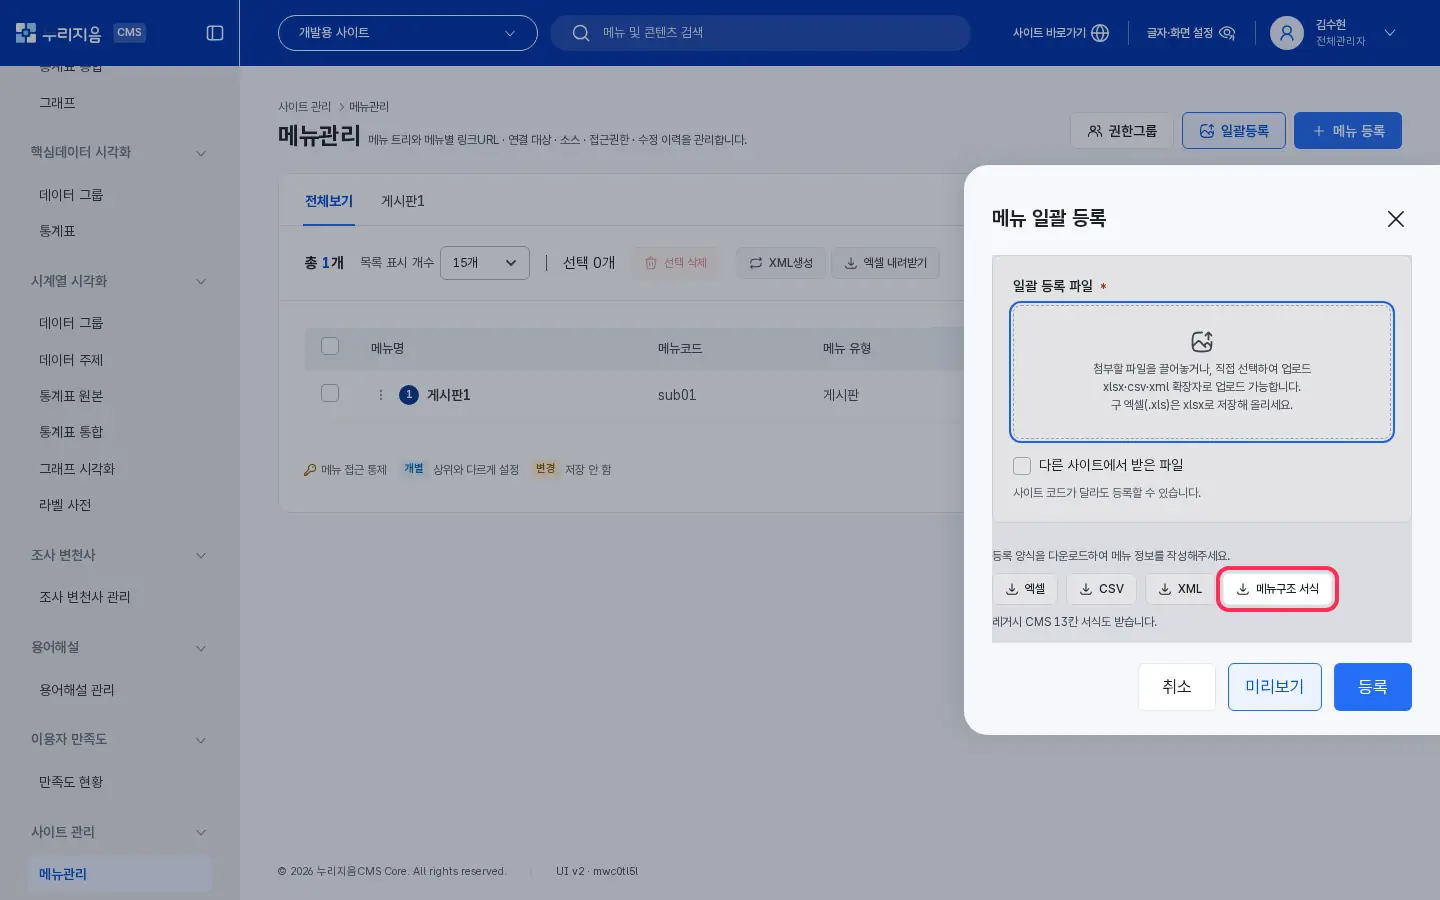 누리지음 CMS
개발용 사이트
메뉴 및 콘텐츠 검색
사이트 바로가기
글자·화면 설정
김수현
전체관리자
그래프
핵심데이터 시각화
데이터 그룹
통계표
시계열 시각화
데이터 그룹
데이터 주제
통계표 원본
통계표 통합
그래프 시각화
라벨 사전
조사 변천사
조사 변천사 관리
용어해설
용어해설 관리
이용자 만족도
만족도 현황
사이트 관리
메뉴관리
사이트 관리 > 메뉴관리
메뉴관리 메뉴 트리와 메뉴별 링크URL · 연결 대상 · 소스 · 접근권한 · 수정 이력을 관리합니다.
권한그룹
일괄등록
+ 메뉴 등록
전체보기 게시판1
총 1개 목록 표시 개수 15개 | 선택 0개 선택 삭제 XML생성 엑셀 내려받기
메뉴명 메뉴코드 메뉴 유형
1 게시판1 sub01 게시판
메뉴 접근 통제 개별 상위와 다르게 설정 변경 저장 안 함
메뉴 일괄 등록
일괄 등록 파일 *
첨부할 파일을 끌어놓거나, 직접 선택하여 업로드
xlsx·csv·xml 확장자로 업로드 가능합니다.
구 엑셀(.xls)은 xlsx로 저장해 올리세요.
다른 사이트에서 받은 파일
사이트 코드가 달라도 등록할 수 있습니다.
등록 양식을 다운로드하여 메뉴 정보를 작성해주세요.
엑셀 CSV XML 메뉴구조 서식
레거시 CMS 13칸 서식도 받습니다.
취소 미리보기 등록
© 2026 누리지음CMS Core. All rights reserved.
UI v2 · mwc0tl5l